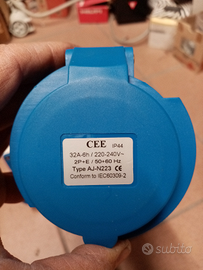 CEE IP44
32A-6h / 220-240V~
2P+E / 50+60 Hz
Type AJ-N223 CE
Conform to IEC60309-2
subito